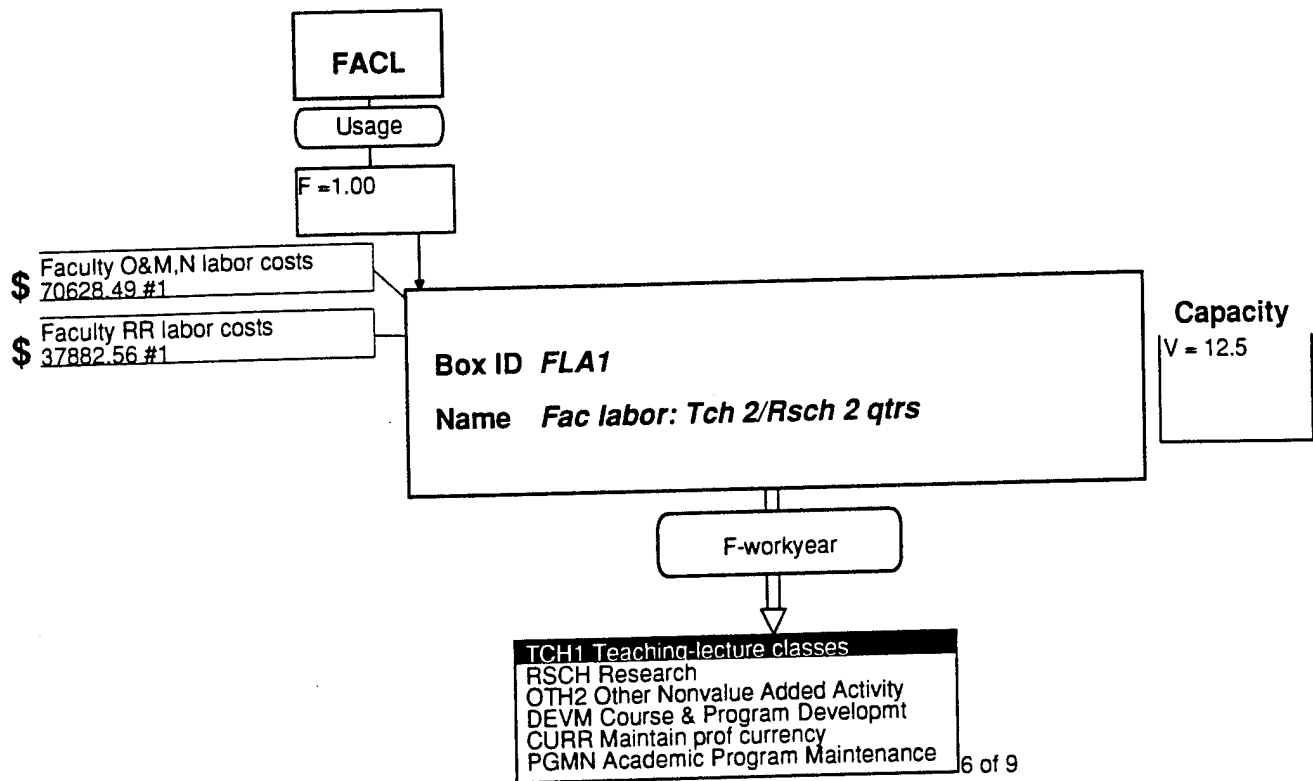 FACL
Usage
F =1.00
$ Faculty O&M,N labor costs
70628.49 #1
$ Faculty RR labor costs
37882.56 #1
Capacity
V = 12.5
Box ID FLA1
Name Fac labor: Tch 2/Rsch 2 qtrs
F-workyear
TCH1 Teaching-lecture classes
RSCH Research
OTH2 Other Nonvalue Added Activity
DEVM Course & Program Developmt
CURR Maintain prof currency
PGMN Academic Program Maintenance
6 of 9